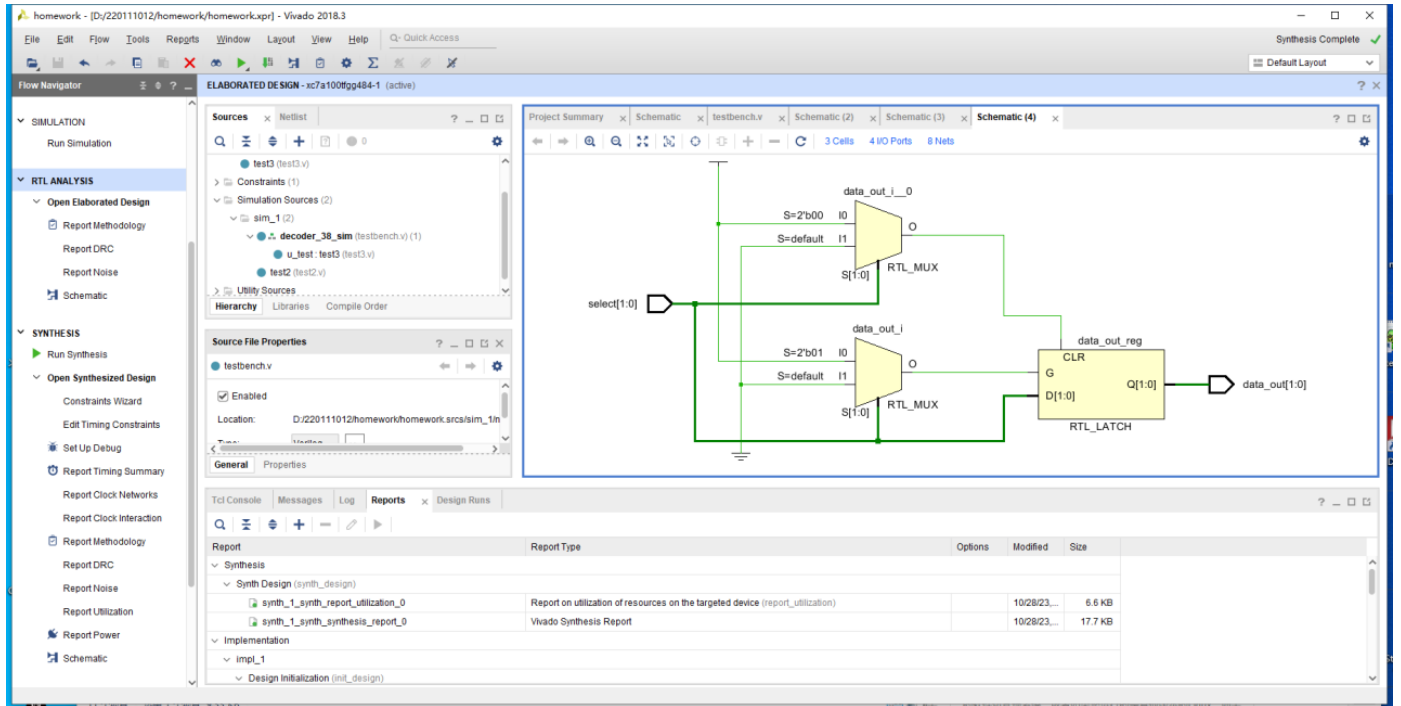 homework - [D:/220111012/homework/homework.xpr] - Vivado 2018.3
File Edit Flow Tools Reports Window Layout View Help Q- Quick Access
Synthesis Complete
Default Layout
Flow Navigator
ELABORATED DESIGN - xc7a100tfgg484-1 (active)
SIMULATION
Run Simulation
RTL ANALYSIS
Open Elaborated Design
Report Methodology
Report DRC
Report Noise
Schematic
SYNTHESIS
Run Synthesis
Open Synthesized Design
Constraints Wizard
Edit Timing Constraints
Set Up Debug
Report Timing Summary
Report Clock Networks
Report Clock Interaction
Report Methodology
Report DRC
Report Noise
Report Utilization
Report Power
Schematic
Sources Netlist
0
test3 (test3.v)
Constraints (1)
Simulation Sources (2)
sim_1 (2)
decoder_38_sim (testbench.v) (1)
u_test : test3 (test3.v)
test2 (test2.v)
Utility Sources
Hierarchy Libraries Compile Order
Source File Properties
testbench.v
Enabled
Location: D:/220111012/homework/homework.srcs/sim_1/n
General Properties
Project Summary Schematic testbench.v Schematic (2) Schematic (3) Schematic (4)
3 Cells 4 I/O Ports 8 Nets
data_out_i__0
S=2'b00 I0
O
S=default I1
RTL_MUX
S[1:0]
select[1:0]
data_out_i
S=2'b01 I0
O
S=default I1
RTL_MUX
S[1:0]
data_out_reg
CLR
G
D[1:0]
Q[1:0]
RTL_LATCH
data_out[1:0]
Tcl Console Messages Log Reports Design Runs
Report Report Type Options Modified Size
Synthesis
Synth Design (synth_design)
synth_1_synth_report_utilization_0 Report on utilization of resources on the targeted device (report_utilization) 10/28/23,... 6.6 KB
synth_1_synth_synthesis_report_0 Vivado Synthesis Report 10/28/23,... 17.7 KB
Implementation
impl_1
Design Initialization (init_design)